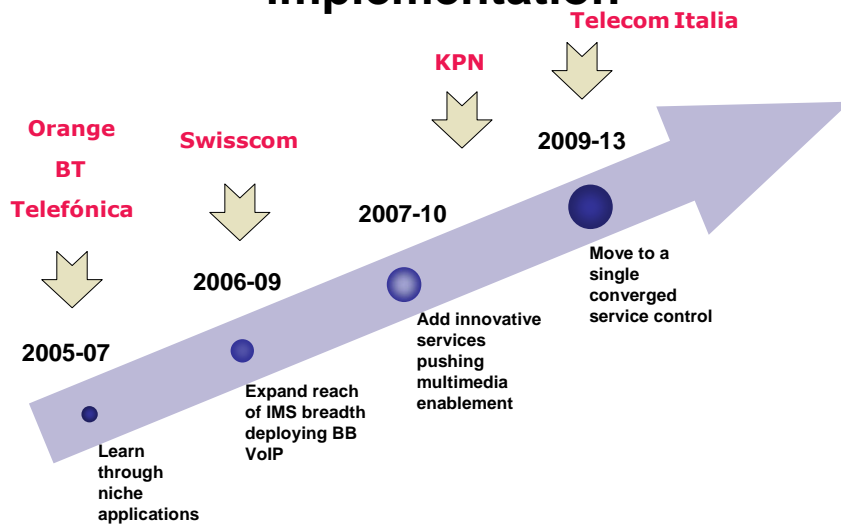 Implementation
Telecom Italia
KPN
2009-13
Orange
BT
Telefónica
Swisscom
2007-10
Move to a
single
converged
service control
2006-09
Add innovative
services
pushing
multimedia
enablement
2005-07
Expand reach
of IMS breadth
deploying BB
VoIP
Learn
through
niche
applications